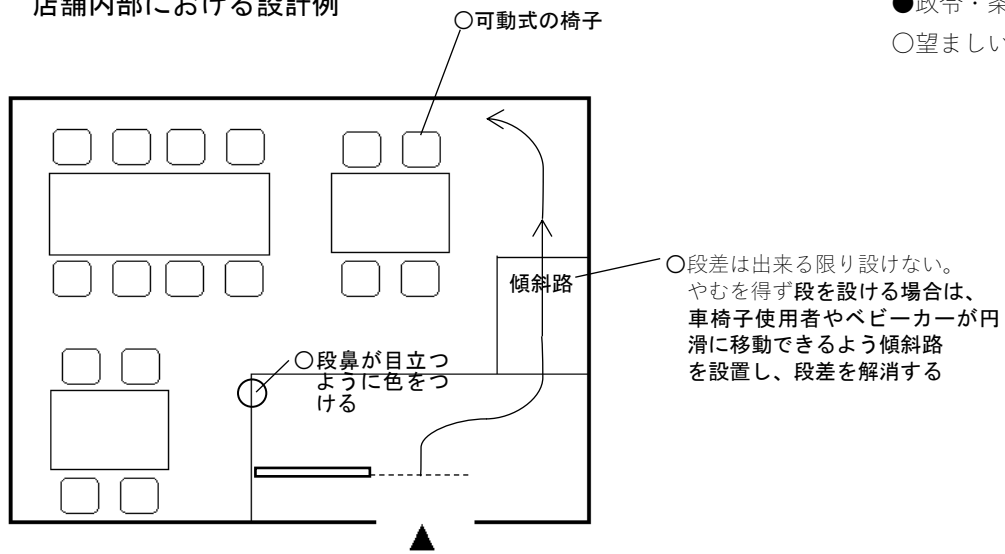 店舗内部における設計例
●政令・条
○望ましい
○可動式の椅子
傾斜路
○段差は出来る限り設けない。
やむを得ず段を設ける場合は、
車椅子使用者やベビーカーが円
滑に移動できるよう傾斜路
を設置し、段差を解消する
○段鼻が目立つ
ように色をつ
ける